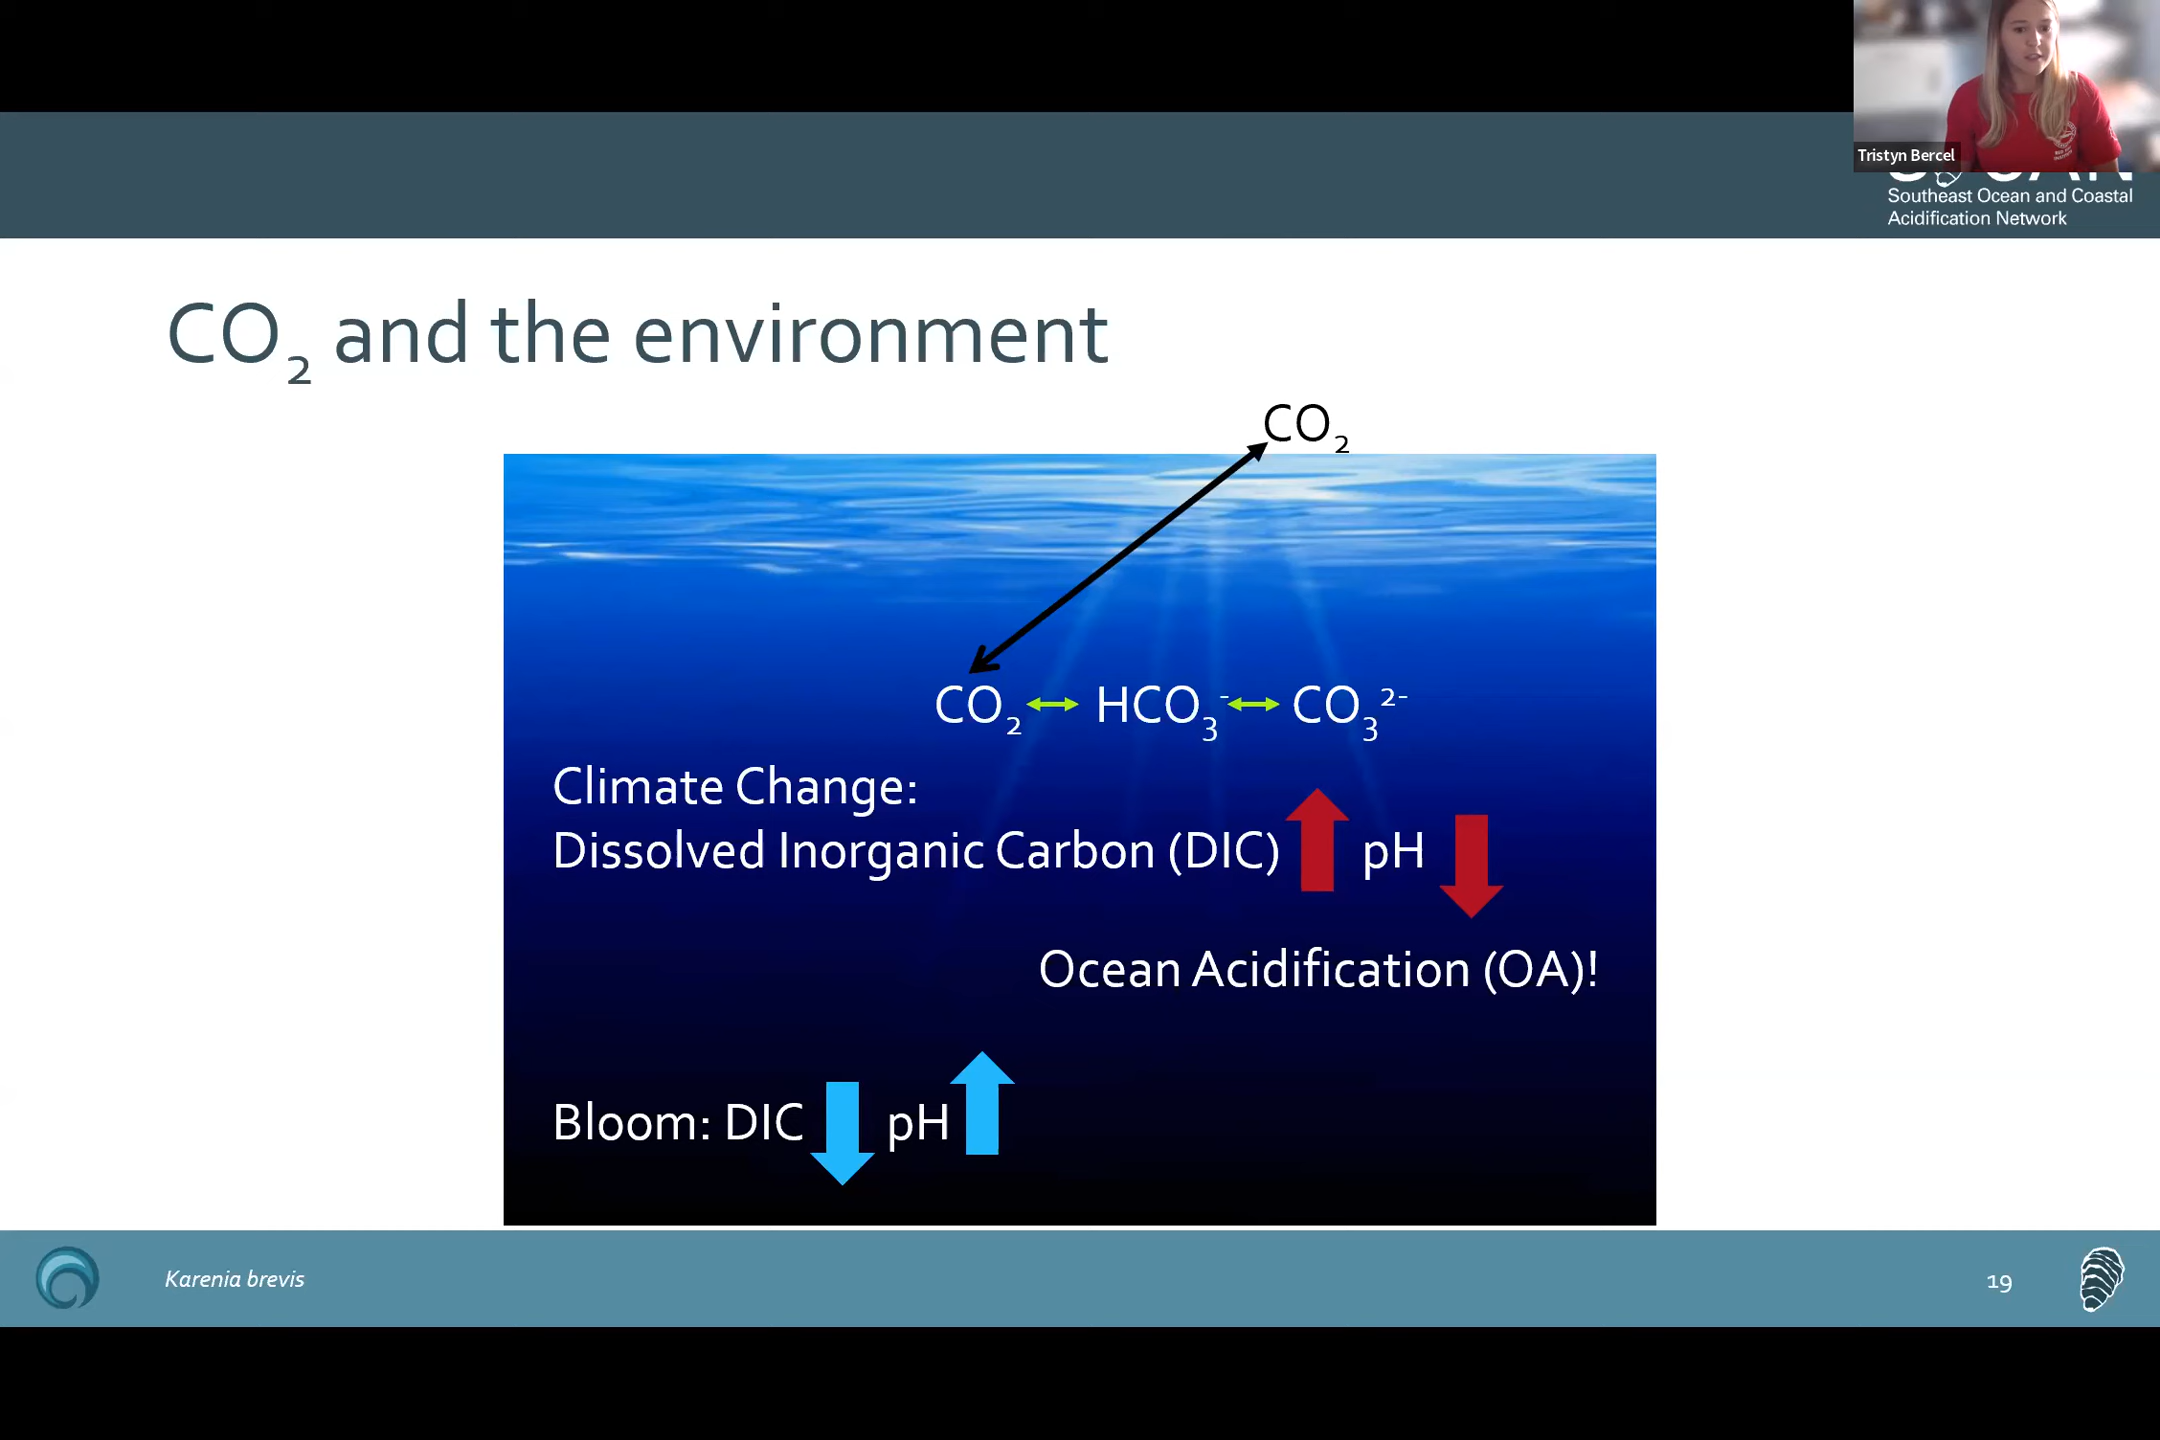 Tristyn Bercel
Southeast Ocean and Coastal
Acidification Network
CO₂ and the environment
CO₂
CO₂ ↔ HCO₃⁻ ↔ CO₃²⁻
Climate Change:
Dissolved Inorganic Carbon (DIC) pH
Ocean Acidification (OA)!
Bloom: DIC pH
Karenia brevis
19